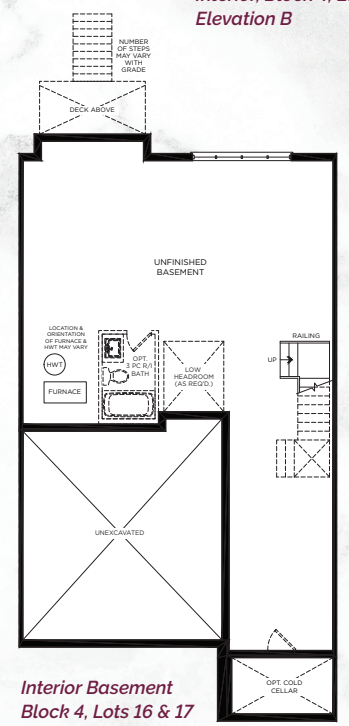 Elevation B
NUMBER
OF STEPS
MAY VARY
WITH
GRADE
DECK ABOVE
UNFINISHED
BASEMENT
LOCATION &
ORIENTATION
OF FURNACE &
HWT MAY VARY
HWT
FURNACE
OPT.
3 PC R/I
BATH
LOW
HEADROOM
(AS REQ'D.)
RAILING
UP
UNEXCAVATED
OPT. COLD
CELLAR
Interior Basement
Block 4, Lots 16 & 17